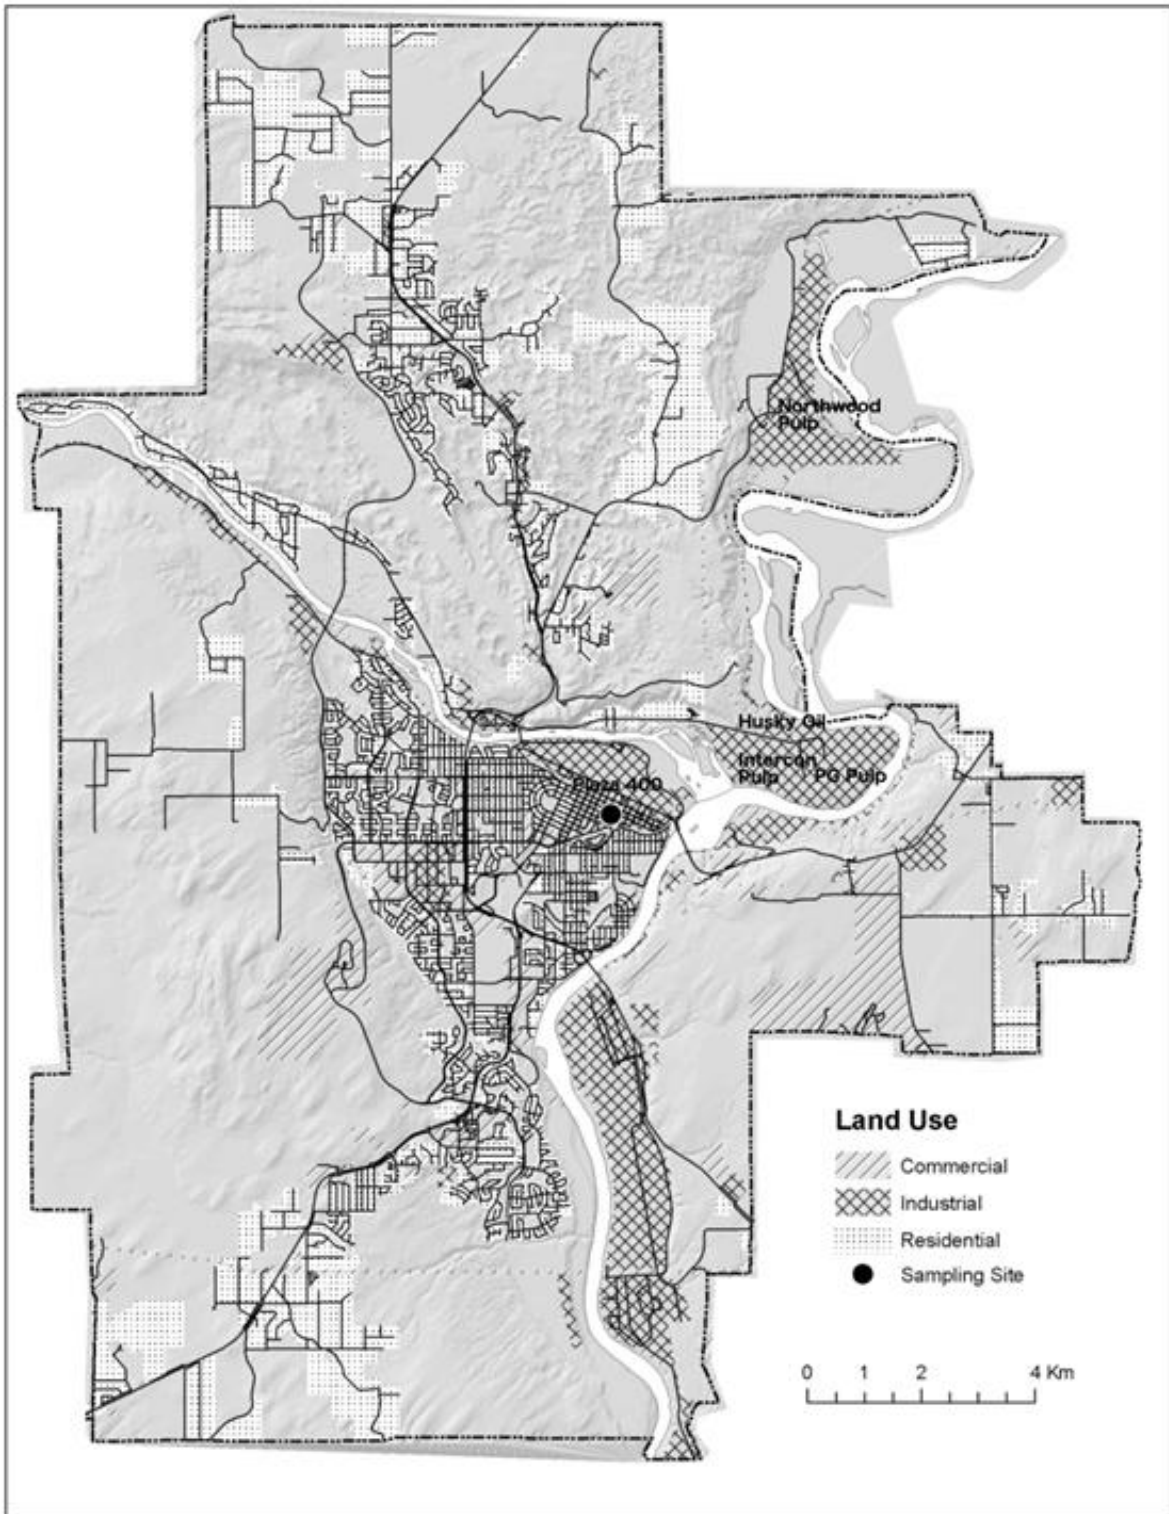 Northwood
Pulp
Husky Oil
Intercon
Pulp
PG Pulp
Plaza 400
Land Use
Commercial
Industrial
Residential
Sampling Site
0 1 2 4 Km